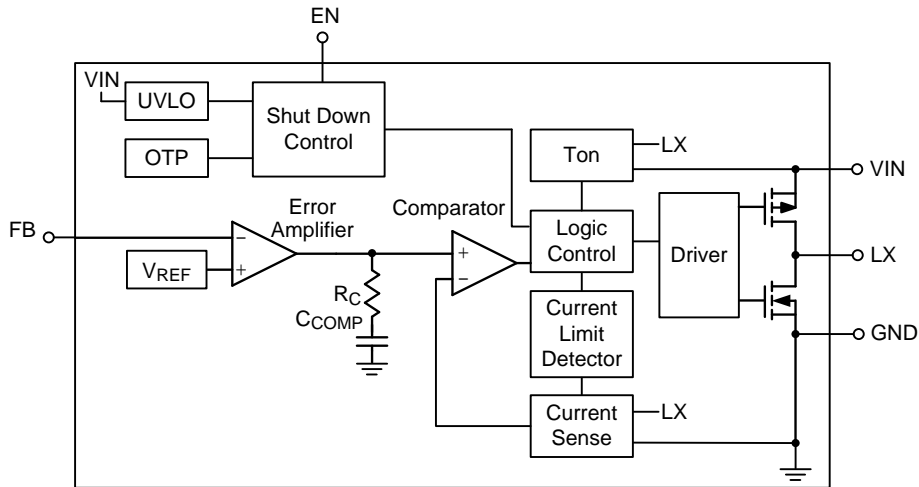 EN
VIN
UVLO
OTP
Shut Down
Control
Ton
LX
VIN
FB
Error
Amplifier
Comparator
Logic
Control
Driver
LX
VREF
−
+
+
−
RC
CCOMP
Current
Limit
Detector
GND
Current
Sense
LX